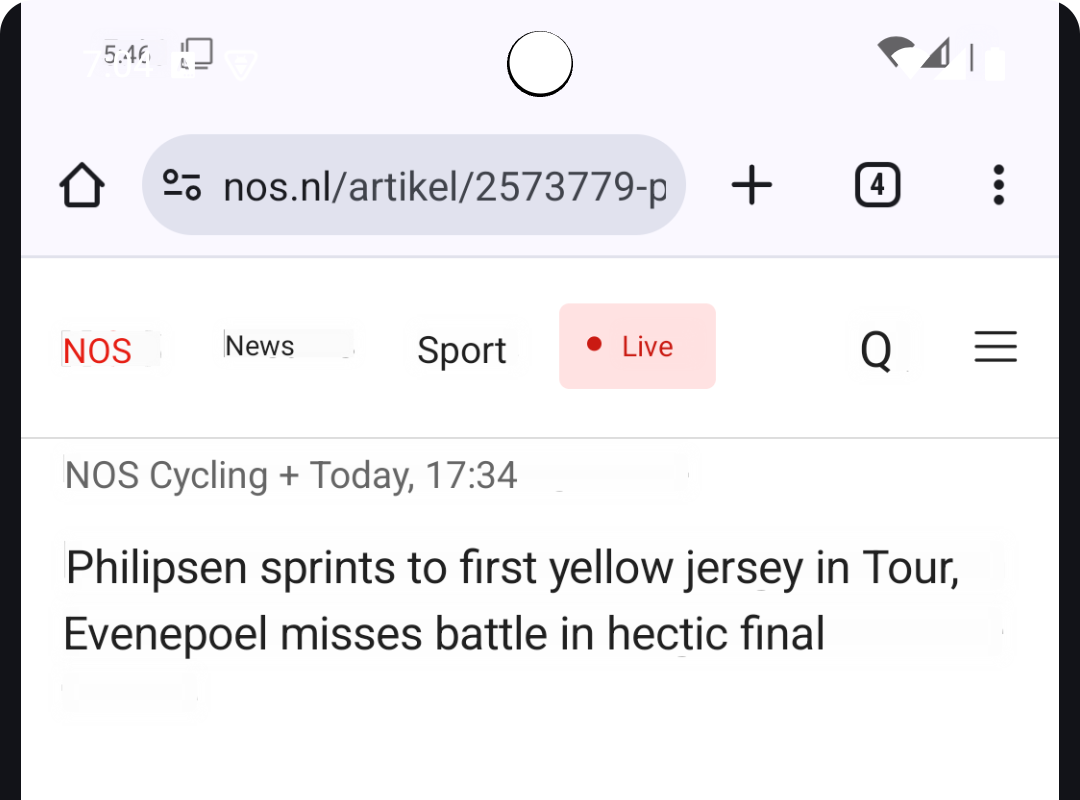 5:46
nos.nl/artikel/2573779-p
4
NOS News Sport Live Q
NOS Cycling + Today, 17:34
Philipsen sprints to first yellow jersey in Tour,
Evenepoel misses battle in hectic final